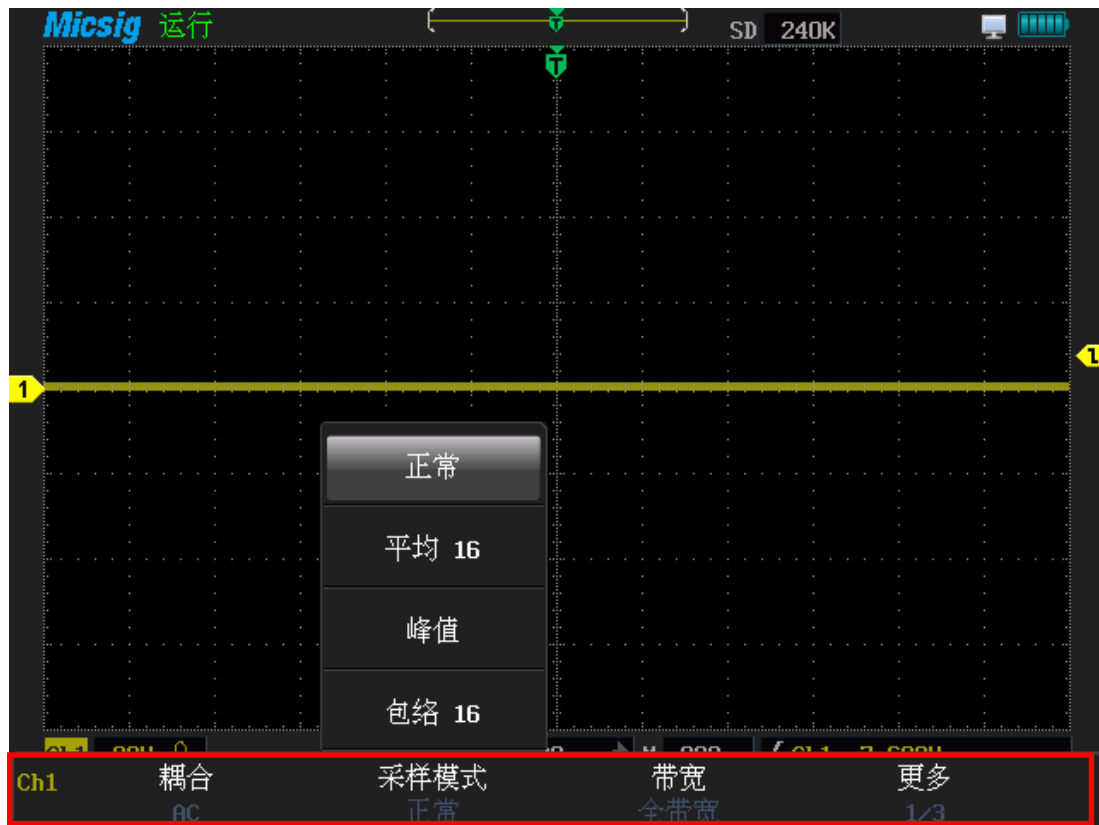 Micsig 运行 SD 240K
T
T
1
正常
平均 16
峰值
包络 16
Ch1 耦合 采样模式 带宽 更多
AC 正常 全带宽 1/3